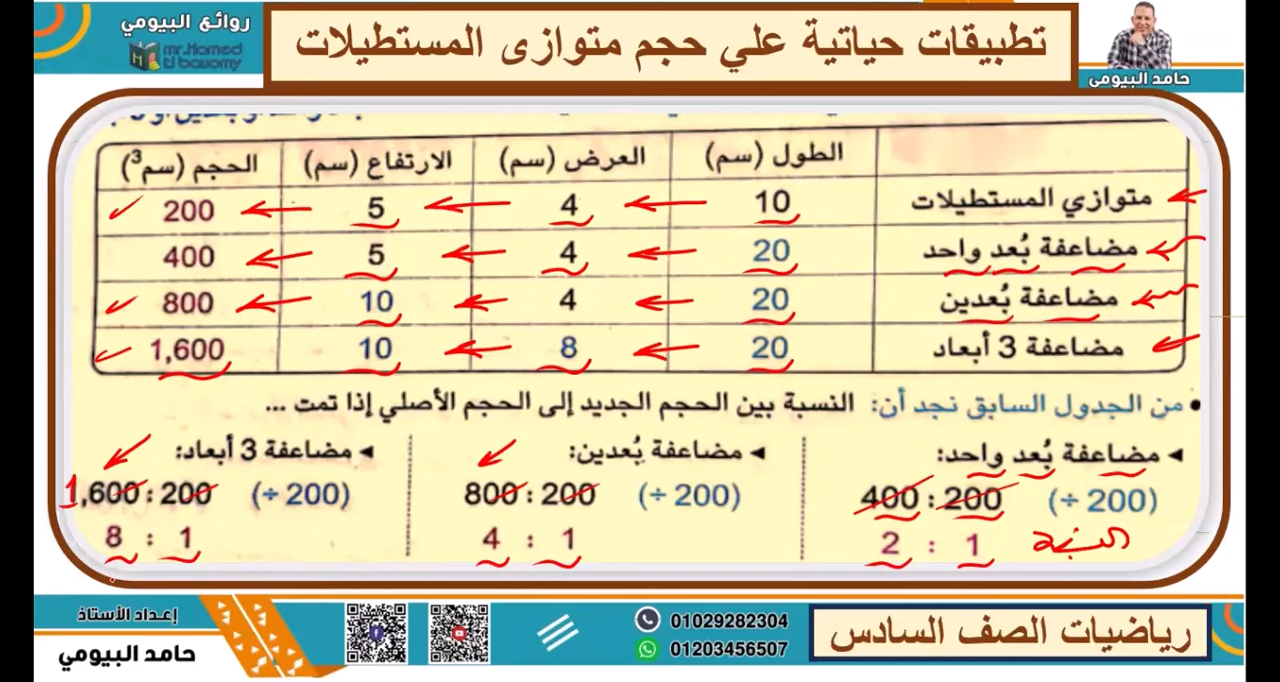 روائع البيومي
mr.Hamed
El bauomy
تطبيقات حياتية علي حجم متوازى المستطيلات
حامد البيومى
الطول (سم) العرض (سم) الارتفاع (سم) الحجم (سم³)
متوازي المستطيلات 10 4 5 200
مضاعفة بُعد واحد 20 4 5 400
مضاعفة بُعدين 20 4 10 800
مضاعفة 3 أبعاد 20 8 10 1,600
• من الجدول السابق نجد أن: النسبة بين الحجم الجديد إلى الحجم الأصلي إذا تمت ...
◄ مضاعفة بُعد واحد:
400 : 200 (÷ 200)
2 : 1 النسبة
◄ مضاعفة بُعدين:
800 : 200 (÷ 200)
4 : 1
◄ مضاعفة 3 أبعاد:
1,600 : 200 (÷ 200)
8 : 1
رياضيات الصف السادس
01029282304
01203456507
إعداد الأستاذ
حامد البيومي